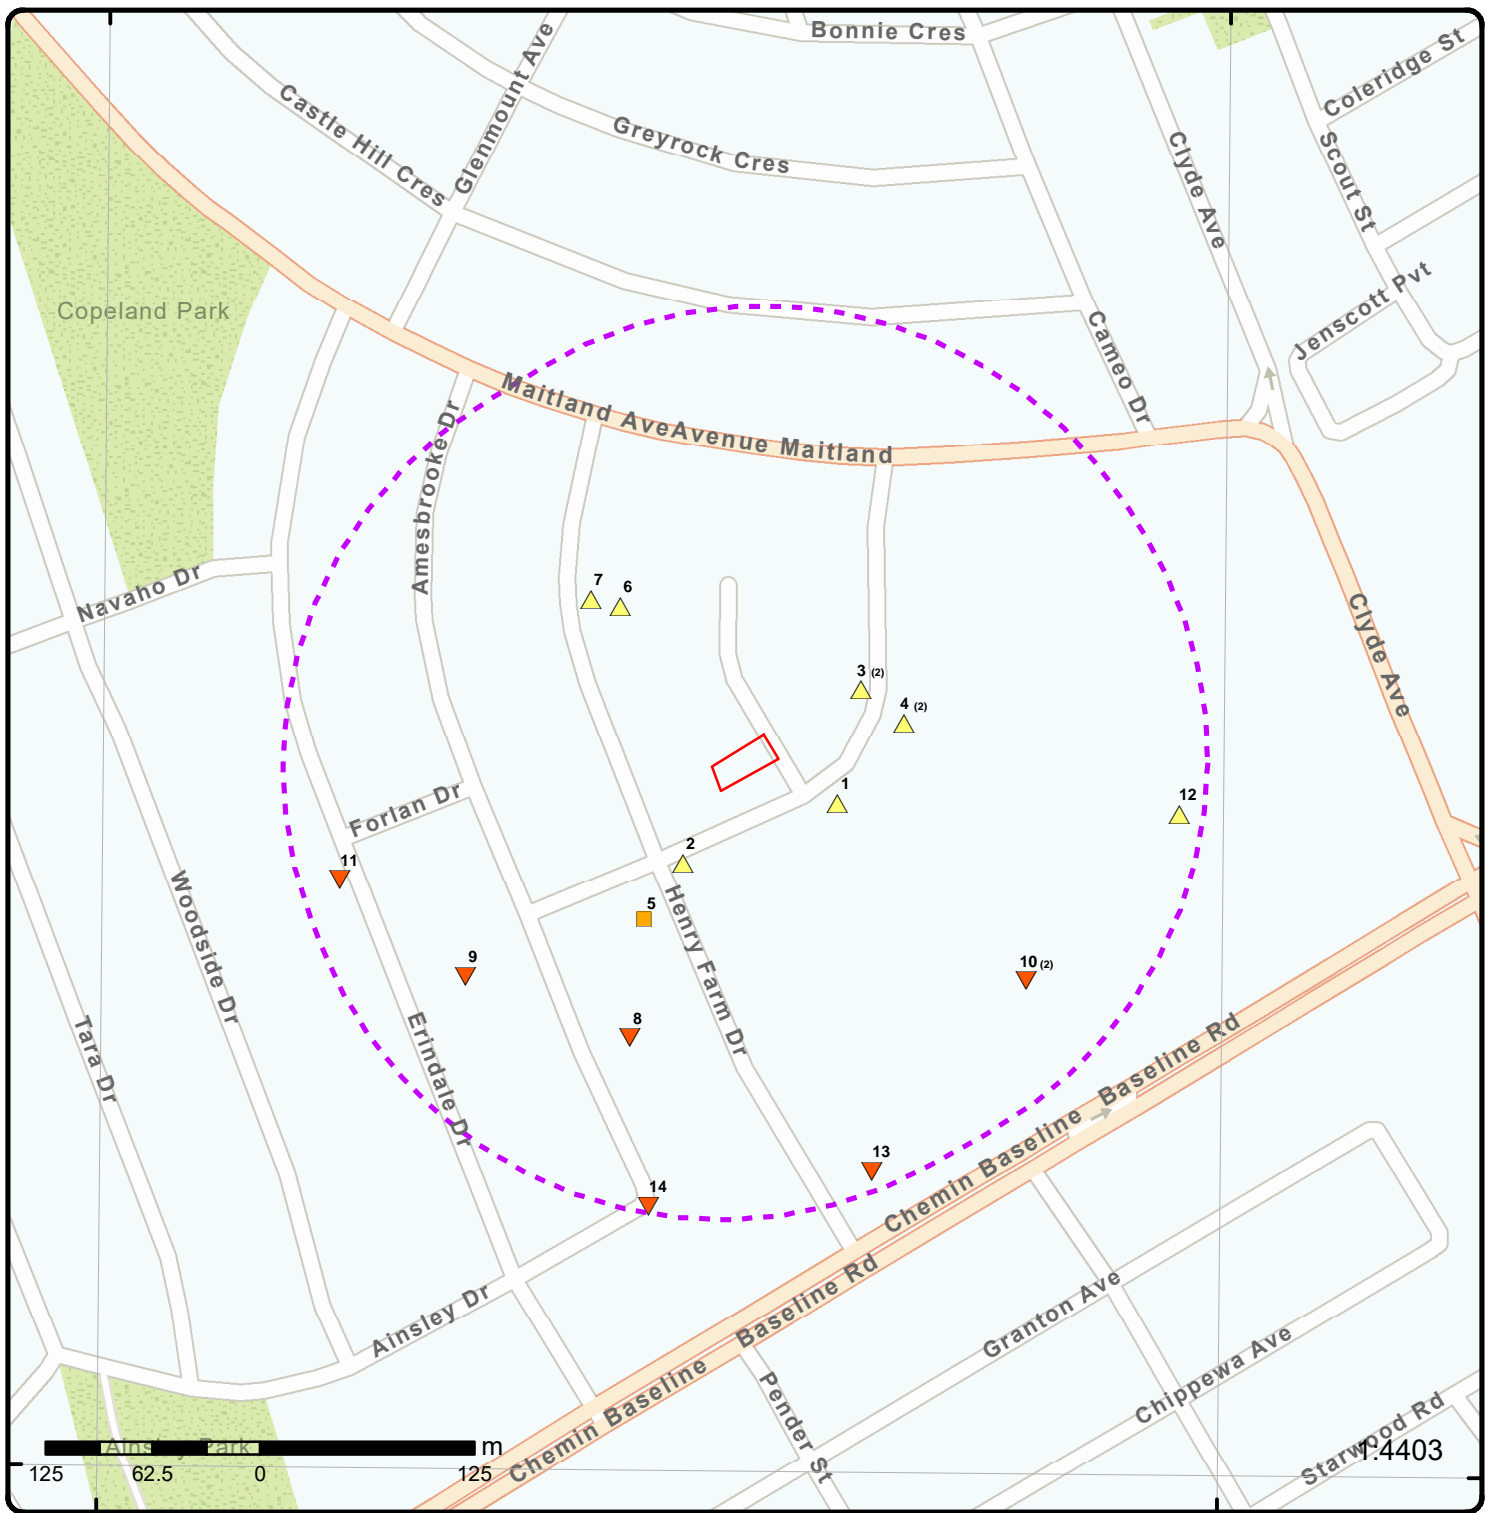 Bonnie Cres
Coleridge St
Glenmount Ave
Castle Hill Cres
Greyrock Cres
Clyde Ave
Scout St
Copeland Park
Jenscott Pvt
Cameo Dr
Maitland Ave
Avenue Maitland
Amesbrooke Dr
Navaho Dr
7
6
Clyde Ave
3 (2)
4 (2)
Forlan Dr
1
12
2
11
5
Woodside Dr
Henry Farm Dr
9
10 (2)
8
Tara Dr
Erindale Dr
Baseline Rd
Chemin Baseline
13
14
Ainsley Dr
Baseline Rd
Granton Ave
Chemin Baseline
Pender St
Chippewa Ave
Starwood Rd
Ainsley Park
m
1:4403
125 62.5 0 125